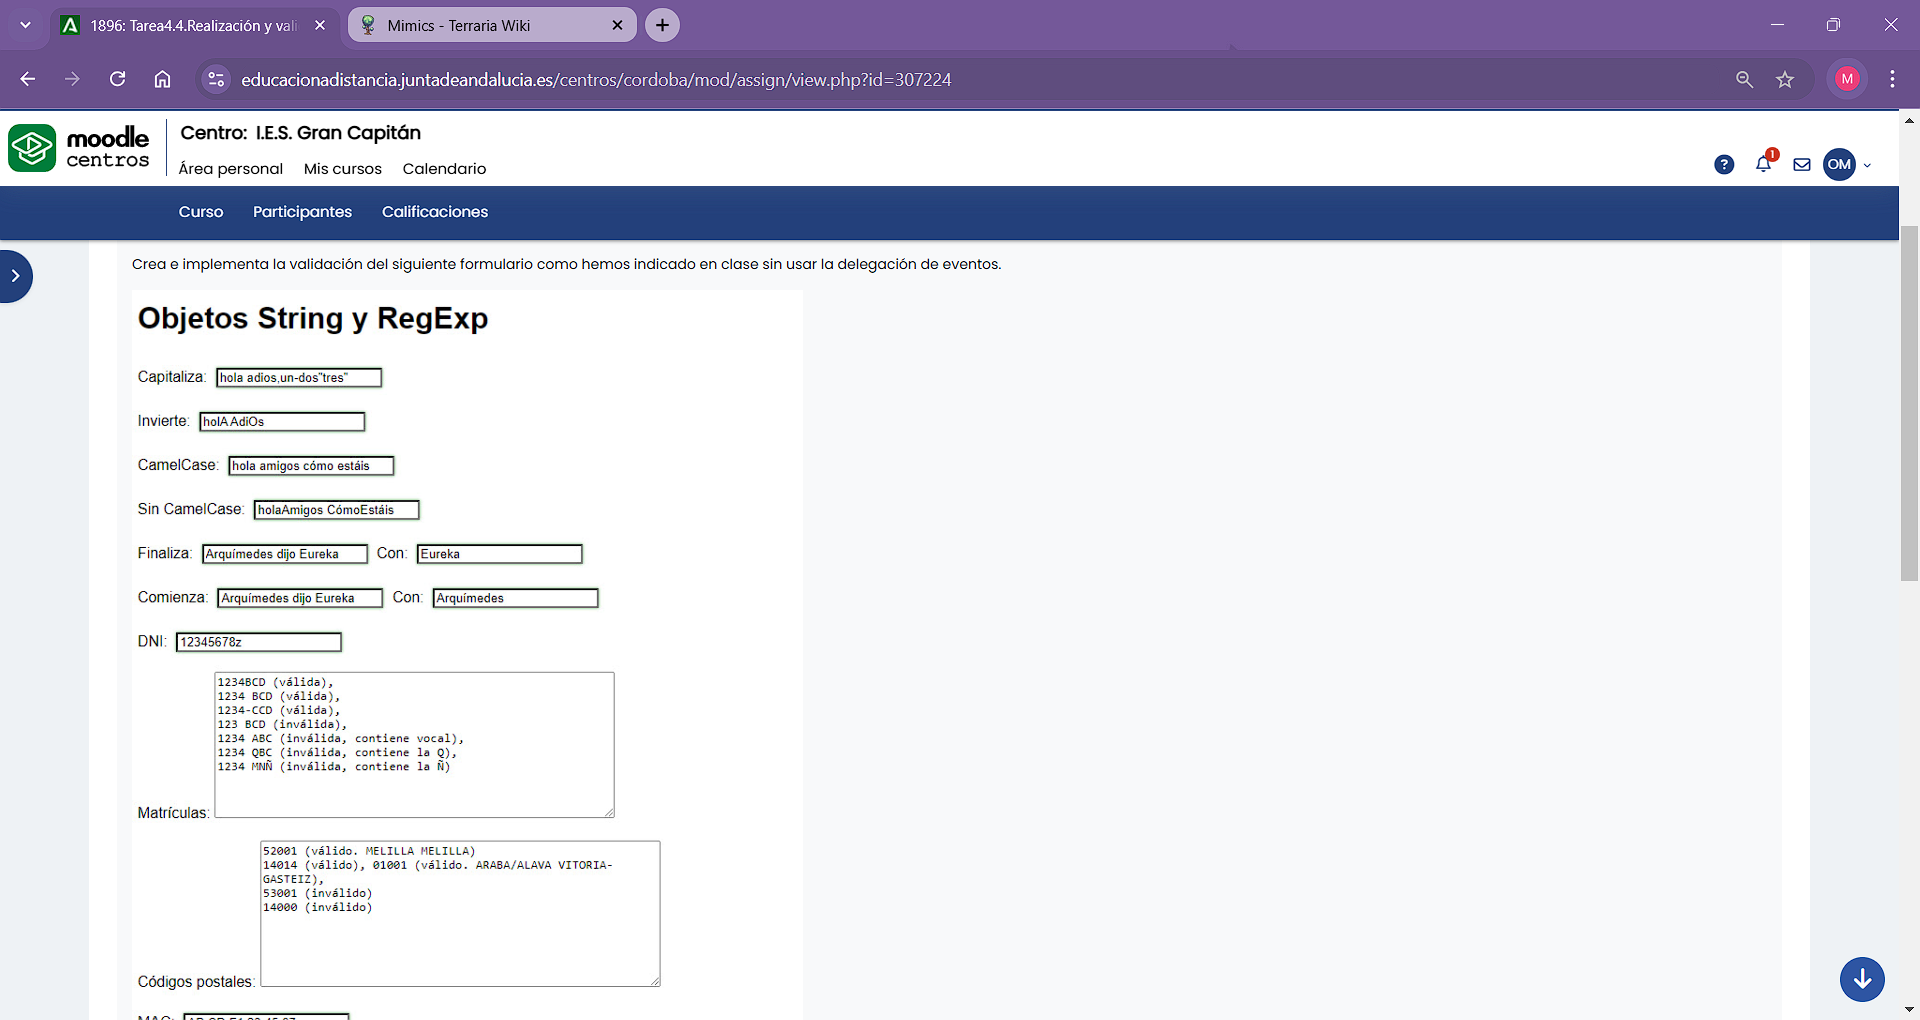 1896: Tarea4.4.Realización y vali
Mimics - Terraria Wiki
educacionadistancia.juntadeandalucia.es/centros/cordoba/mod/assign/view.php?id=307224
M
moodle
centros
Centro: I.E.S. Gran Capitán
Área personal Mis cursos Calendario
?
1
OM
Curso Participantes Calificaciones
Crea e implementa la validación del siguiente formulario como hemos indicado en clase sin usar la delegación de eventos.
Objetos String y RegExp
Capitaliza: hola adios,un-dos"tres"
Invierte: holA AdiOs
CamelCase: hola amigos cómo estáis
Sin CamelCase: holaAmigos CómoEstáis
Finaliza: Arquímedes dijo Eureka Con: Eureka
Comienza: Arquímedes dijo Eureka Con: Arquímedes
DNI: 12345678z
1234BCD (válida),
1234 BCD (válida),
1234-CCD (válida),
123 BCD (inválida),
1234 ABC (inválida, contiene vocal),
1234 QBC (inválida, contiene la Q),
1234 MNÑ (inválida, contiene la Ñ)
Matrículas:
52001 (válido. MELILLA MELILLA)
14014 (válido), 01001 (válido. ARABA/ALAVA VITORIA-
GASTEIZ),
53001 (inválido)
14000 (inválido)
Códigos postales: